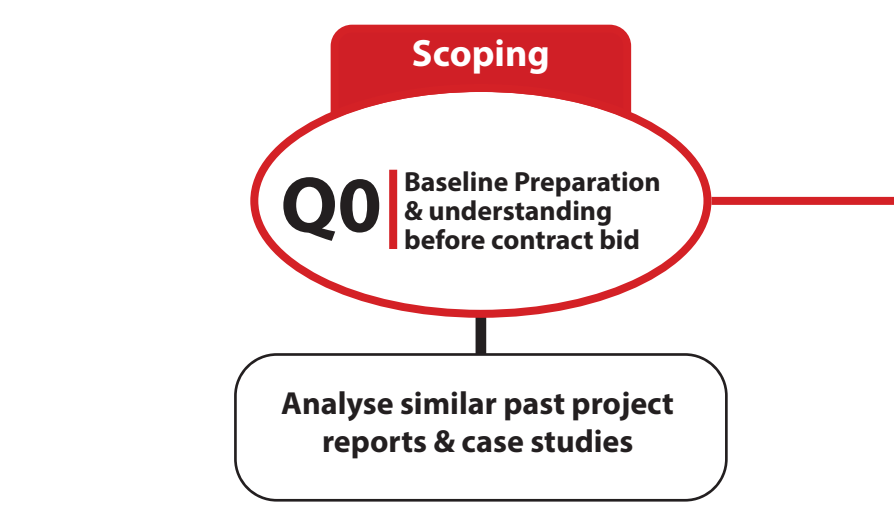 Scoping
Q0
Baseline Preparation
& understanding
before contract bid
Analyse similar past project
reports & case studies